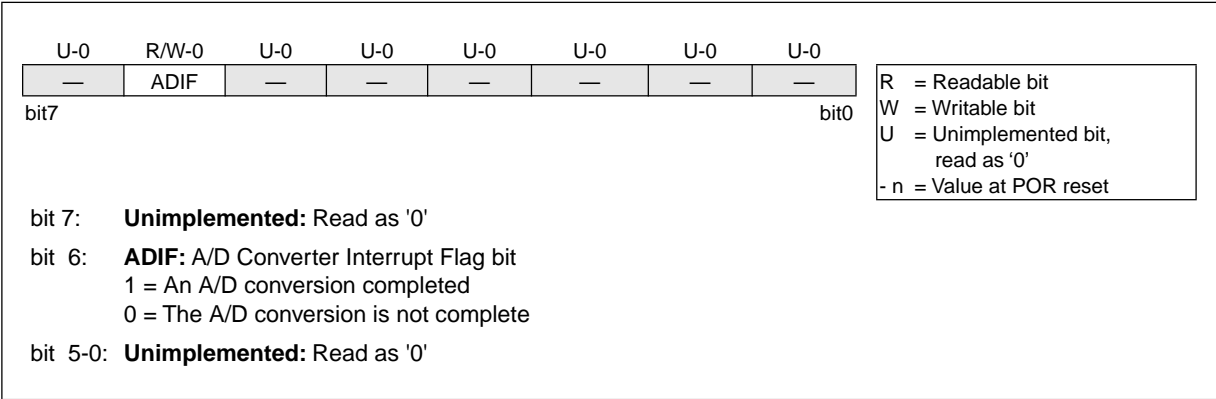 U-0 R/W-0 U-0 U-0 U-0 U-0 U-0 U-0
— ADIF — — — — — —
bit7 bit0
R = Readable bit
W = Writable bit
U = Unimplemented bit,
read as ‘0’
- n = Value at POR reset
bit 7: Unimplemented: Read as '0'
bit 6: ADIF: A/D Converter Interrupt Flag bit
1 = An A/D conversion completed
0 = The A/D conversion is not complete
bit 5-0: Unimplemented: Read as '0'